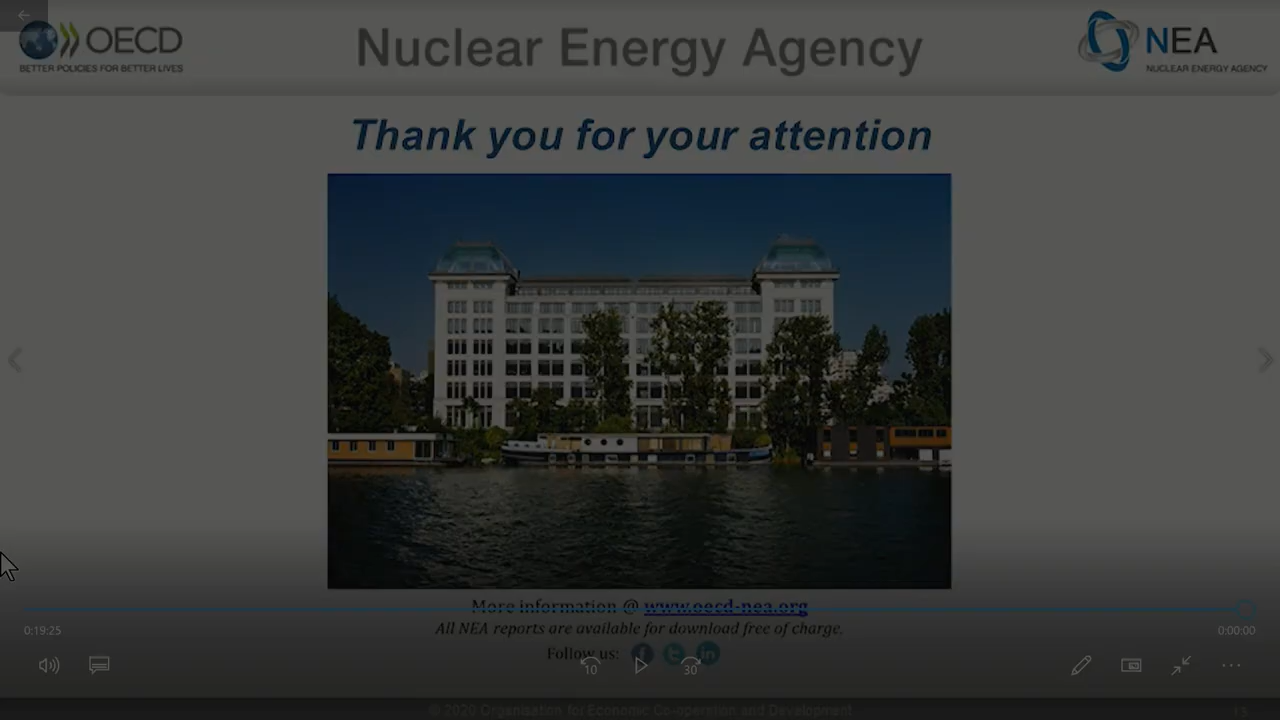 OECD
BETTER POLICIES FOR BETTER LIVES
Nuclear Energy Agency
NEA
NUCLEAR ENERGY AGENCY
Thank you for your attention
More information @ www.oecd-nea.org
All NEA reports are available for download free of charge.
0:19:25
0:00:00
Follow us:
10
30
© 2020 Organisation for Economic Co-operation and Development